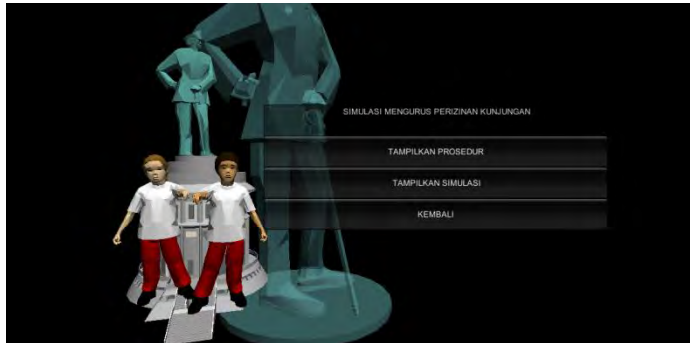 SIMULASI MENGURUS PERIZINAN KUNJUNGAN
TAMPILKAN PROSEDUR
TAMPILKAN SIMULASI
KEMBALI